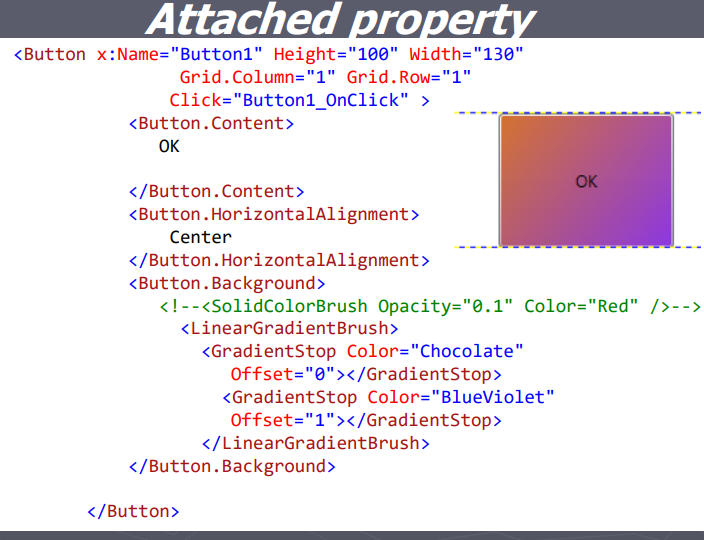 Attached property
<Button x:Name="Button1" Height="100" Width="130"
Grid.Column="1" Grid.Row="1"
Click="Button1_OnClick" >
<Button.Content>
OK
</Button.Content>
<Button.HorizontalAlignment>
Center
</Button.HorizontalAlignment>
<Button.Background>
<!--<SolidColorBrush Opacity="0.1" Color="Red" />-->
<LinearGradientBrush>
<GradientStop Color="Chocolate"
Offset="0"></GradientStop>
<GradientStop Color="BlueViolet"
Offset="1"></GradientStop>
</LinearGradientBrush>
</Button.Background>
</Button>
OK